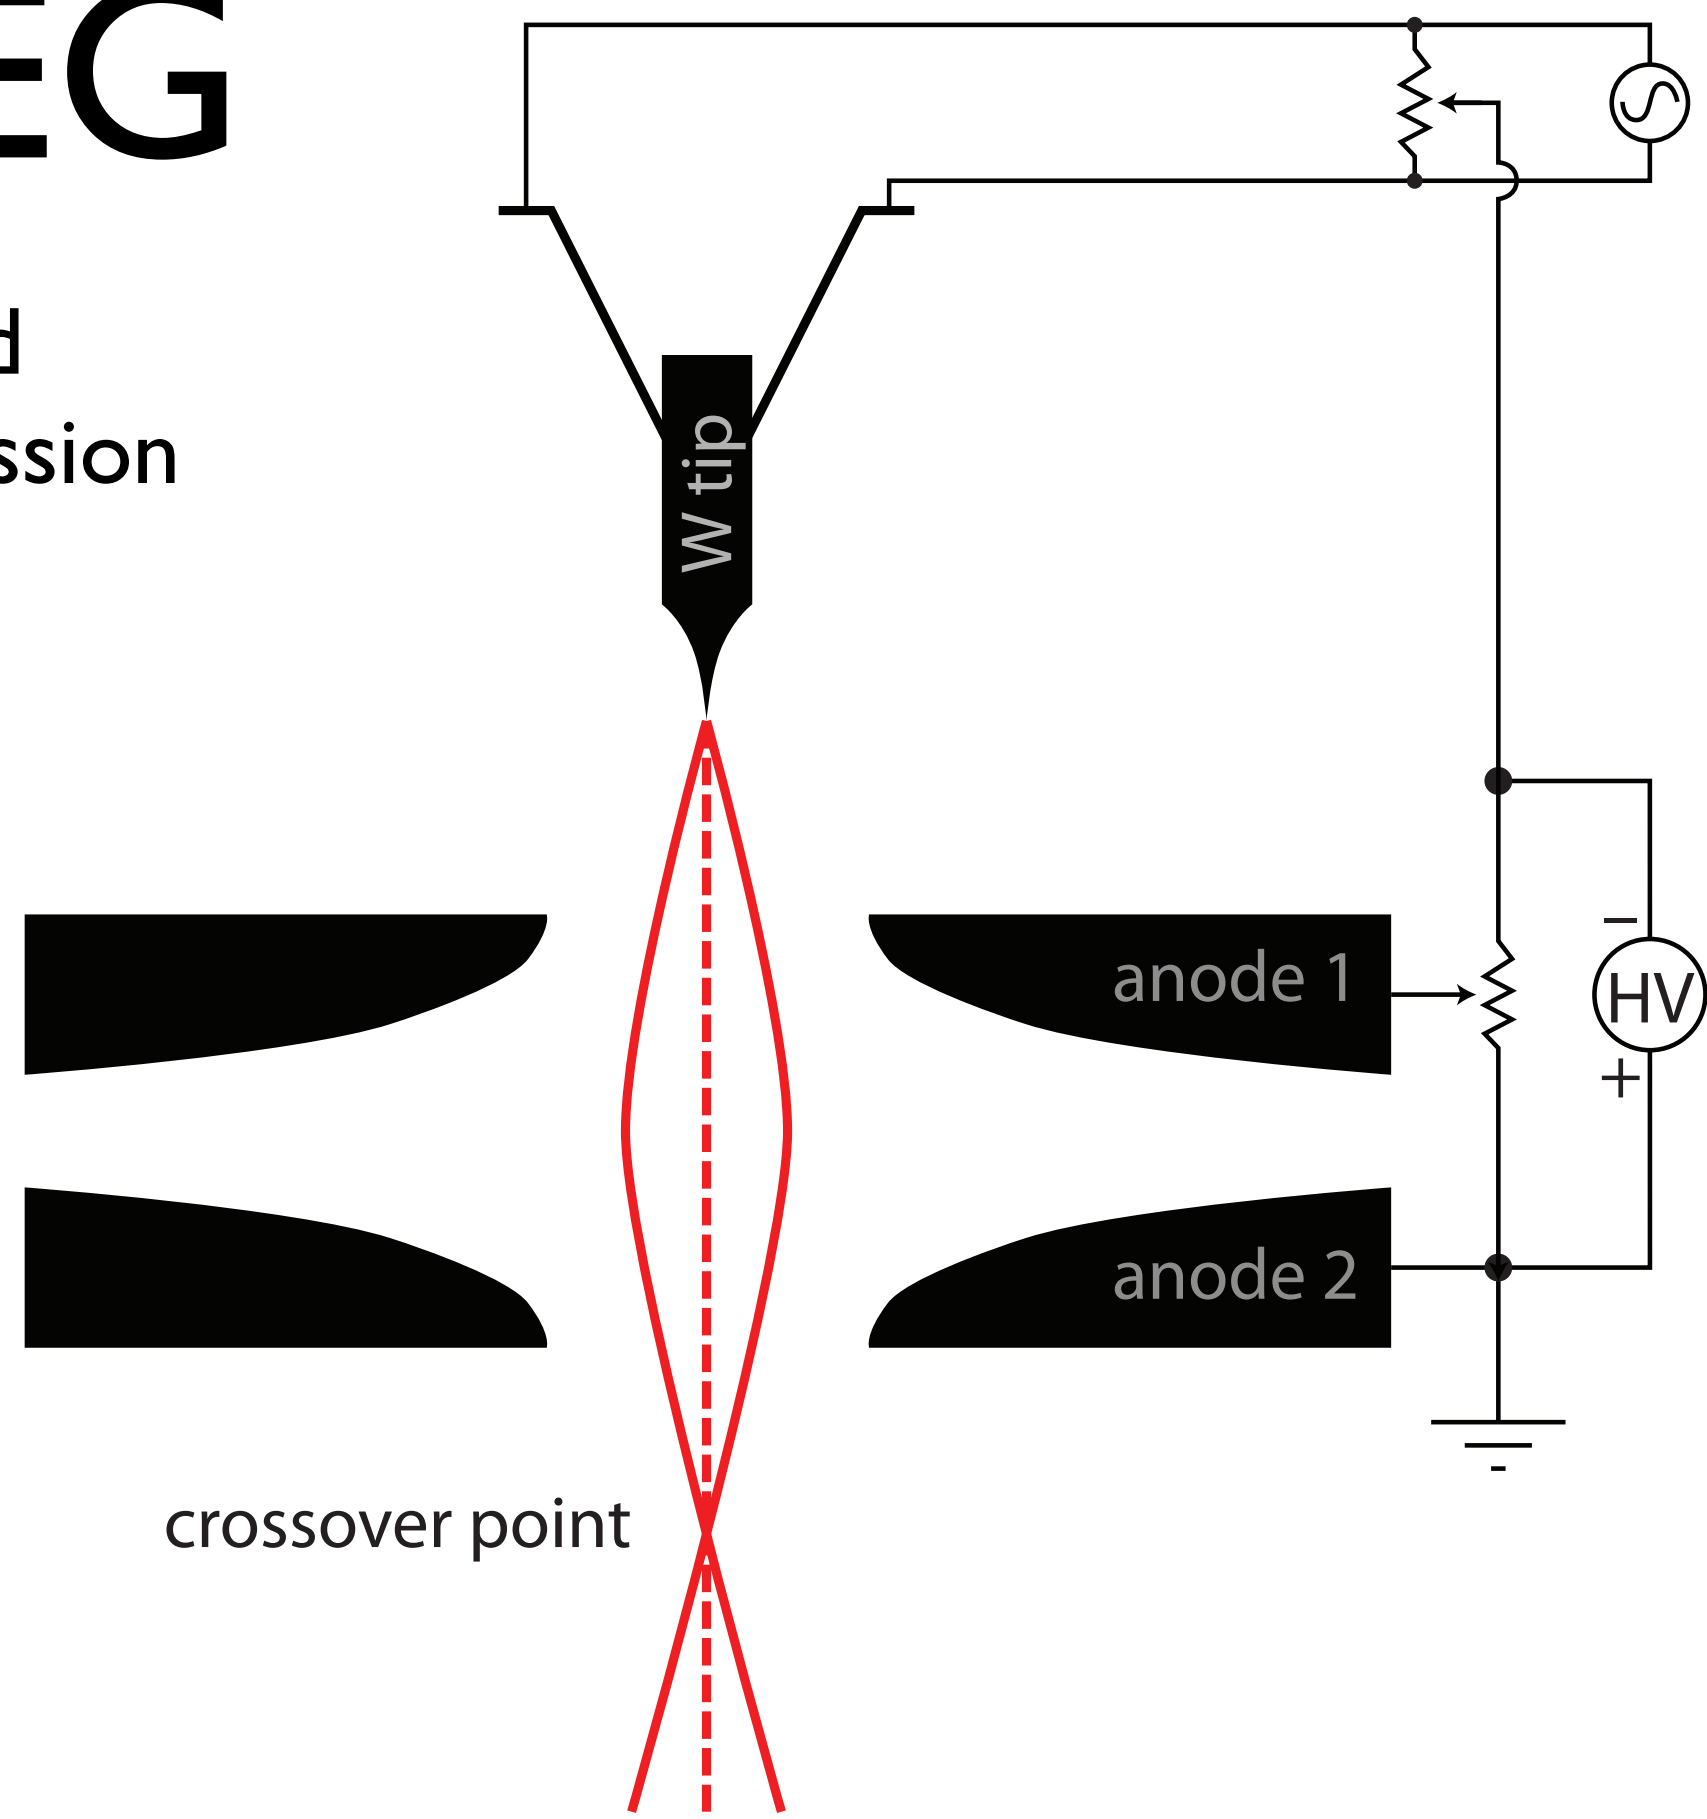 EG
d
ssion
W tip
anode 1
−
HV
+
anode 2
crossover point